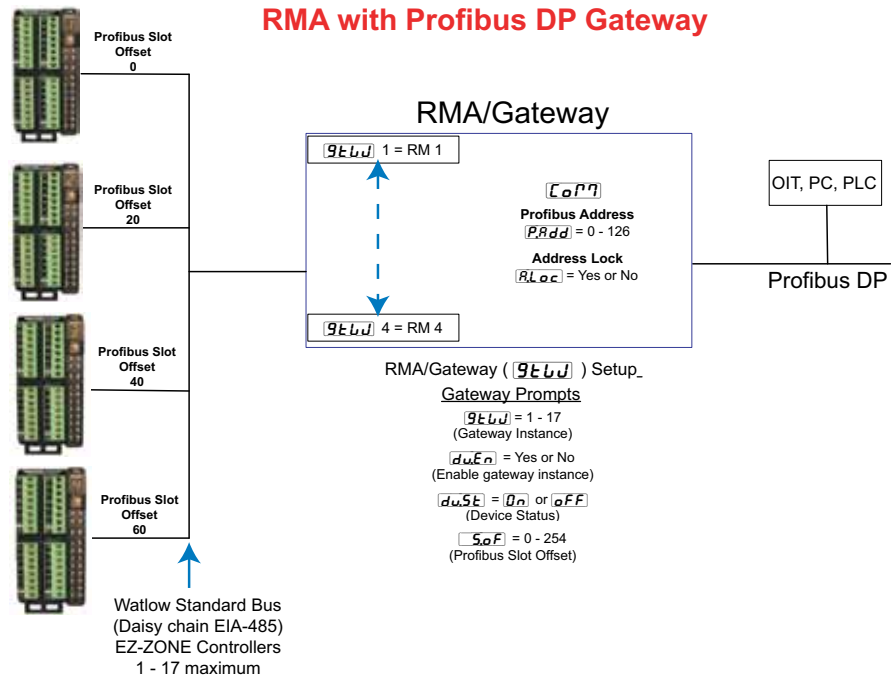 RMA with Profibus DP Gateway
Profibus Slot
Offset
0
Profibus Slot
Offset
20
Profibus Slot
Offset
40
Profibus Slot
Offset
60
RMA/Gateway
gtW 1 = RM 1
CoM
Profibus Address
P.Add = 0 - 126
Address Lock
A.Loc = Yes or No
gtW 4 = RM 4
OIT, PC, PLC
Profibus DP
RMA/Gateway ( gtW ) Setup_
Gateway Prompts
gtW = 1 - 17
(Gateway Instance)
du.En = Yes or No
(Enable gateway instance)
du.St = On or oFF
(Device Status)
S.oF = 0 - 254
(Profibus Slot Offset)
Watlow Standard Bus
(Daisy chain EIA-485)
EZ-ZONE Controllers
1 - 17 maximum